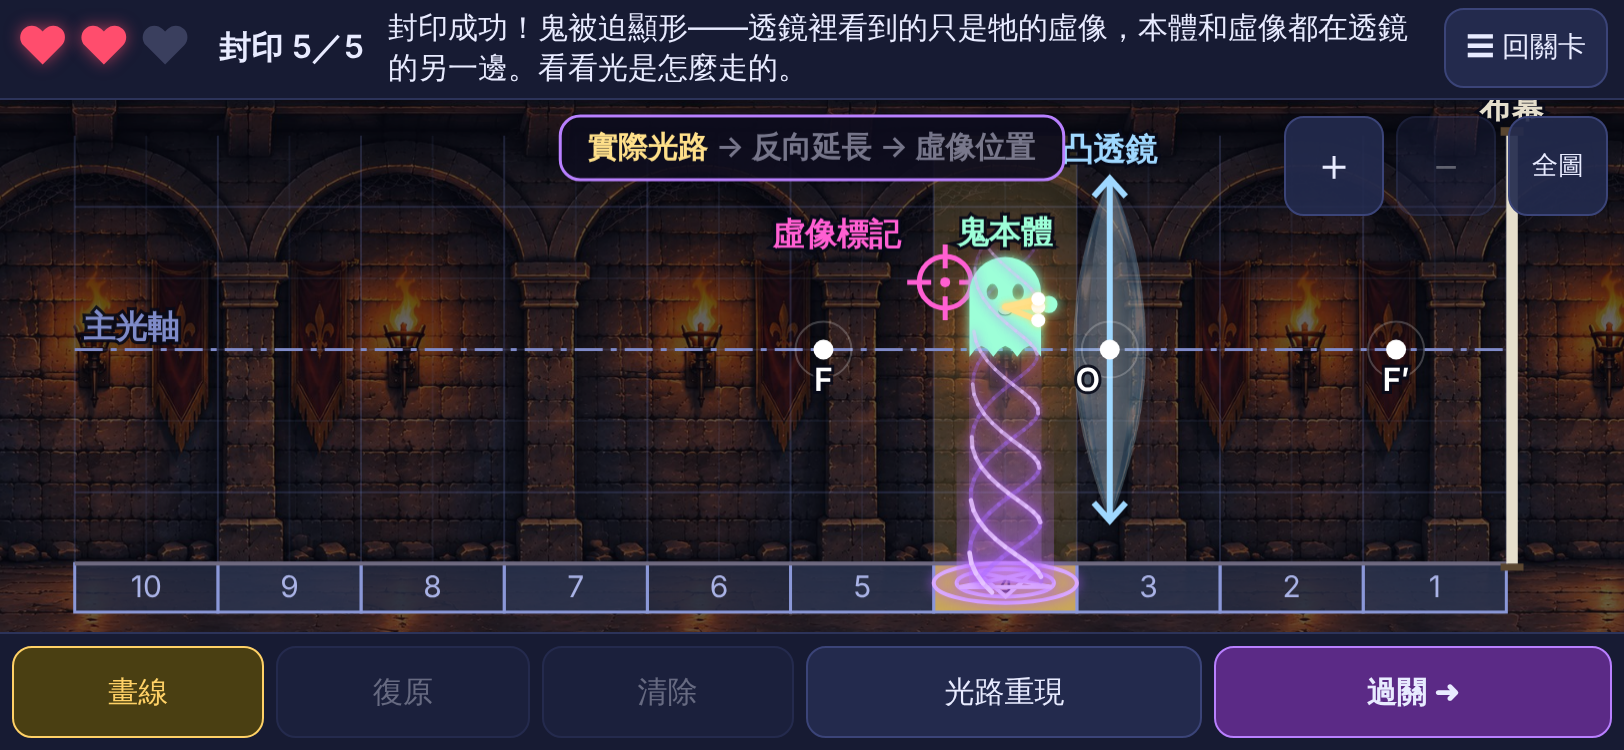 封印 5／5
封印成功！鬼被迫顯形——透鏡裡看到的只是牠的虛像，本體和虛像都在透鏡
的另一邊。看看光是怎麼走的。
☰ 回關卡
布幕
實際光路 → 反向延長 → 虛像位置
凸透鏡
+
−
全圖
虛像標記
鬼本體
主光軸
F
O
F′
10 9 8 7 6 5 3 2 1
畫線
復原
清除
光路重現
過關 ➜